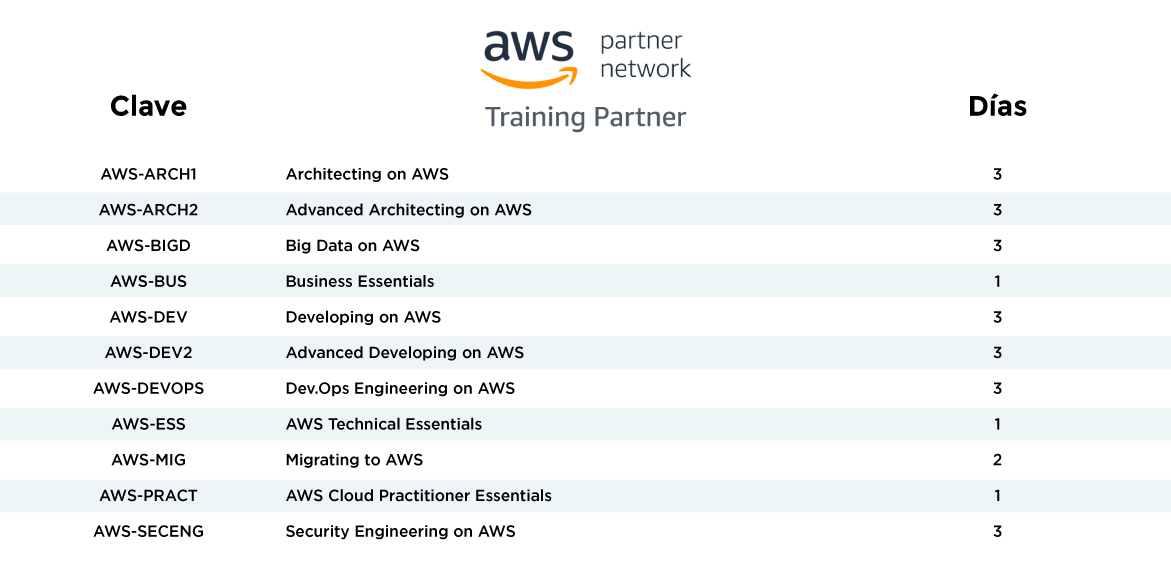 aws partner network
Training Partner
Clave Días
AWS-ARCH1 Architecting on AWS 3
AWS-ARCH2 Advanced Architecting on AWS 3
AWS-BIGD Big Data on AWS 3
AWS-BUS Business Essentials 1
AWS-DEV Developing on AWS 3
AWS-DEV2 Advanced Developing on AWS 3
AWS-DEVOPS Dev.Ops Engineering on AWS 3
AWS-ESS AWS Technical Essentials 1
AWS-MIG Migrating to AWS 2
AWS-PRACT AWS Cloud Practitioner Essentials 1
AWS-SECENG Security Engineering on AWS 3